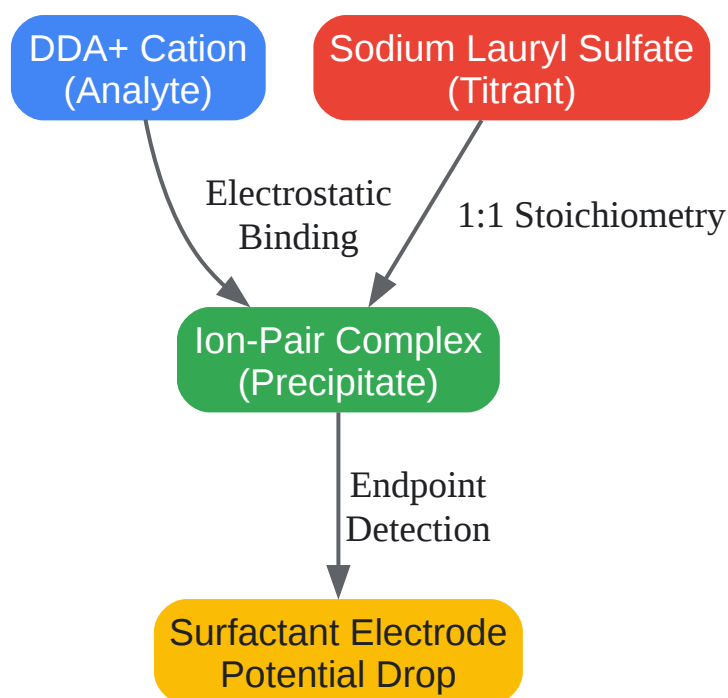 DDA+ Cation
(Analyte)
Sodium Lauryl Sulfate
(Titrant)
Electrostatic
Binding
1:1 Stoichiometry
Ion-Pair Complex
(Precipitate)
Endpoint
Detection
Surfactant Electrode
Potential Drop